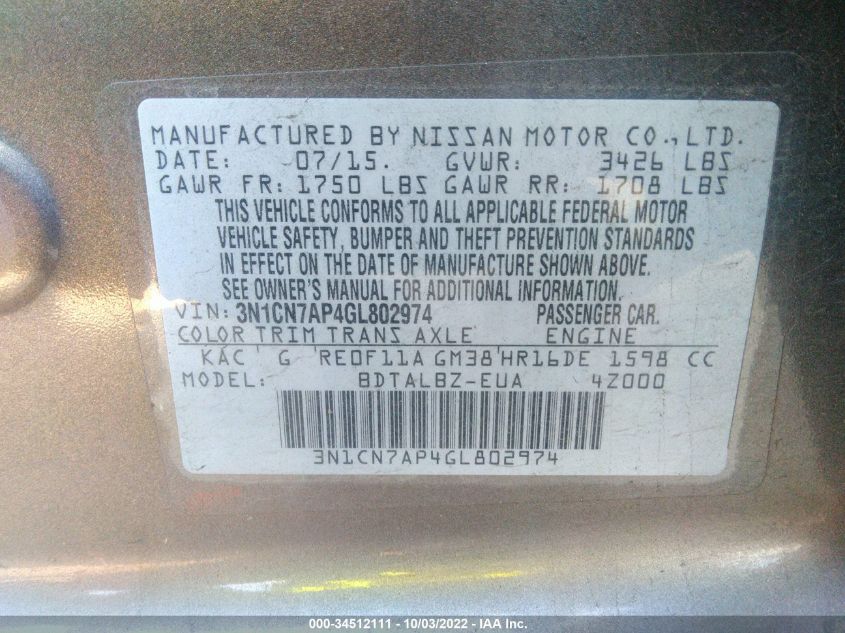 MANUFACTURED BY NISSAN MOTOR CO.,LTD.
DATE: 07/15. GVWR: 3426 LBS
GAWR FR: 1750 LBS GAWR RR: 1708 LBS
THIS VEHICLE CONFORMS TO ALL APPLICABLE FEDERAL MOTOR
VEHICLE SAFETY, BUMPER AND THEFT PREVENTION STANDARDS
IN EFFECT ON THE DATE OF MANUFACTURE SHOWN ABOVE.
SEE OWNER'S MANUAL FOR ADDITIONAL INFORMATION.
VIN: 3N1CN7AP4GL802974 PASSENGER CAR.
COLOR TRIM TRANS AXLE ENGINE
KAC G RE0F11A GM38 HR16DE 1598 CC
MODEL: BDTALBZ-EUA 4Z000
3N1CN7AP4GL802974
000-34512111 - 10/03/2022 - IAA Inc.